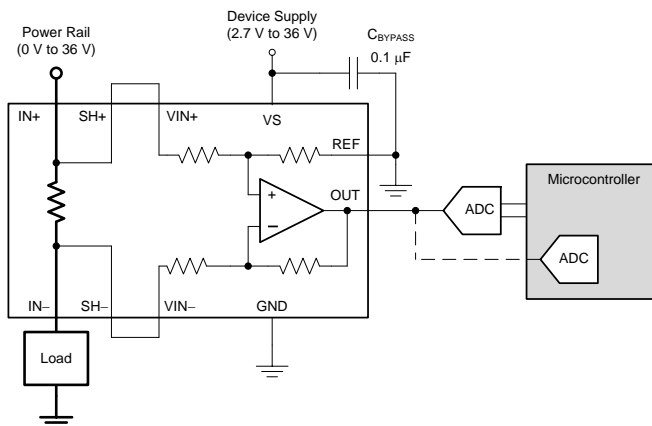 Power Rail
(0 V to 36 V)
Device Supply
(2.7 V to 36 V)
CBYPASS
0.1 μF
IN+
SH+
VIN+
VS
REF
OUT
+
−
ADC
Microcontroller
ADC
IN−
SH−
VIN−
GND
Load